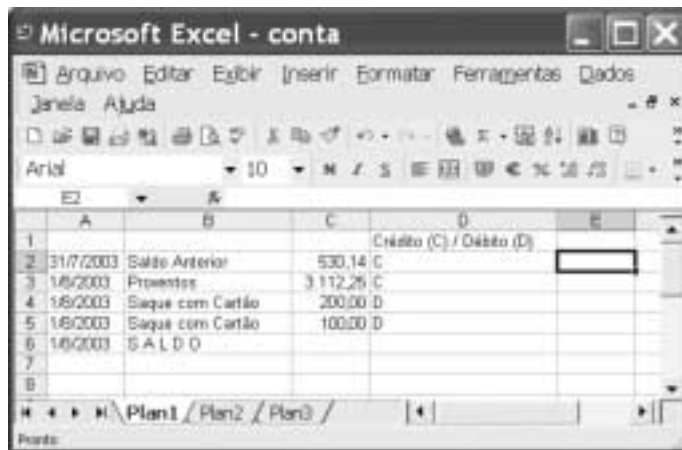 Microsoft Excel - conta
Arquivo Editar Exibir Inserir Formatar Ferramentas Dados
Janela Ajuda
Arial 10 N I S
E2 fx
A B C D E
1 Crédito (C) / Débito (D)
2 31/7/2003 Saldo Anterior 530,14 C
3 1/8/2003 Proventos 3.112,25 C
4 1/8/2003 Saque com Cartão 200,00 D
5 1/8/2003 Saque com Cartão 100,00 D
6 1/8/2003 S A L D O
7
8
Plan1 / Plan2 / Plan3 /
Pronto